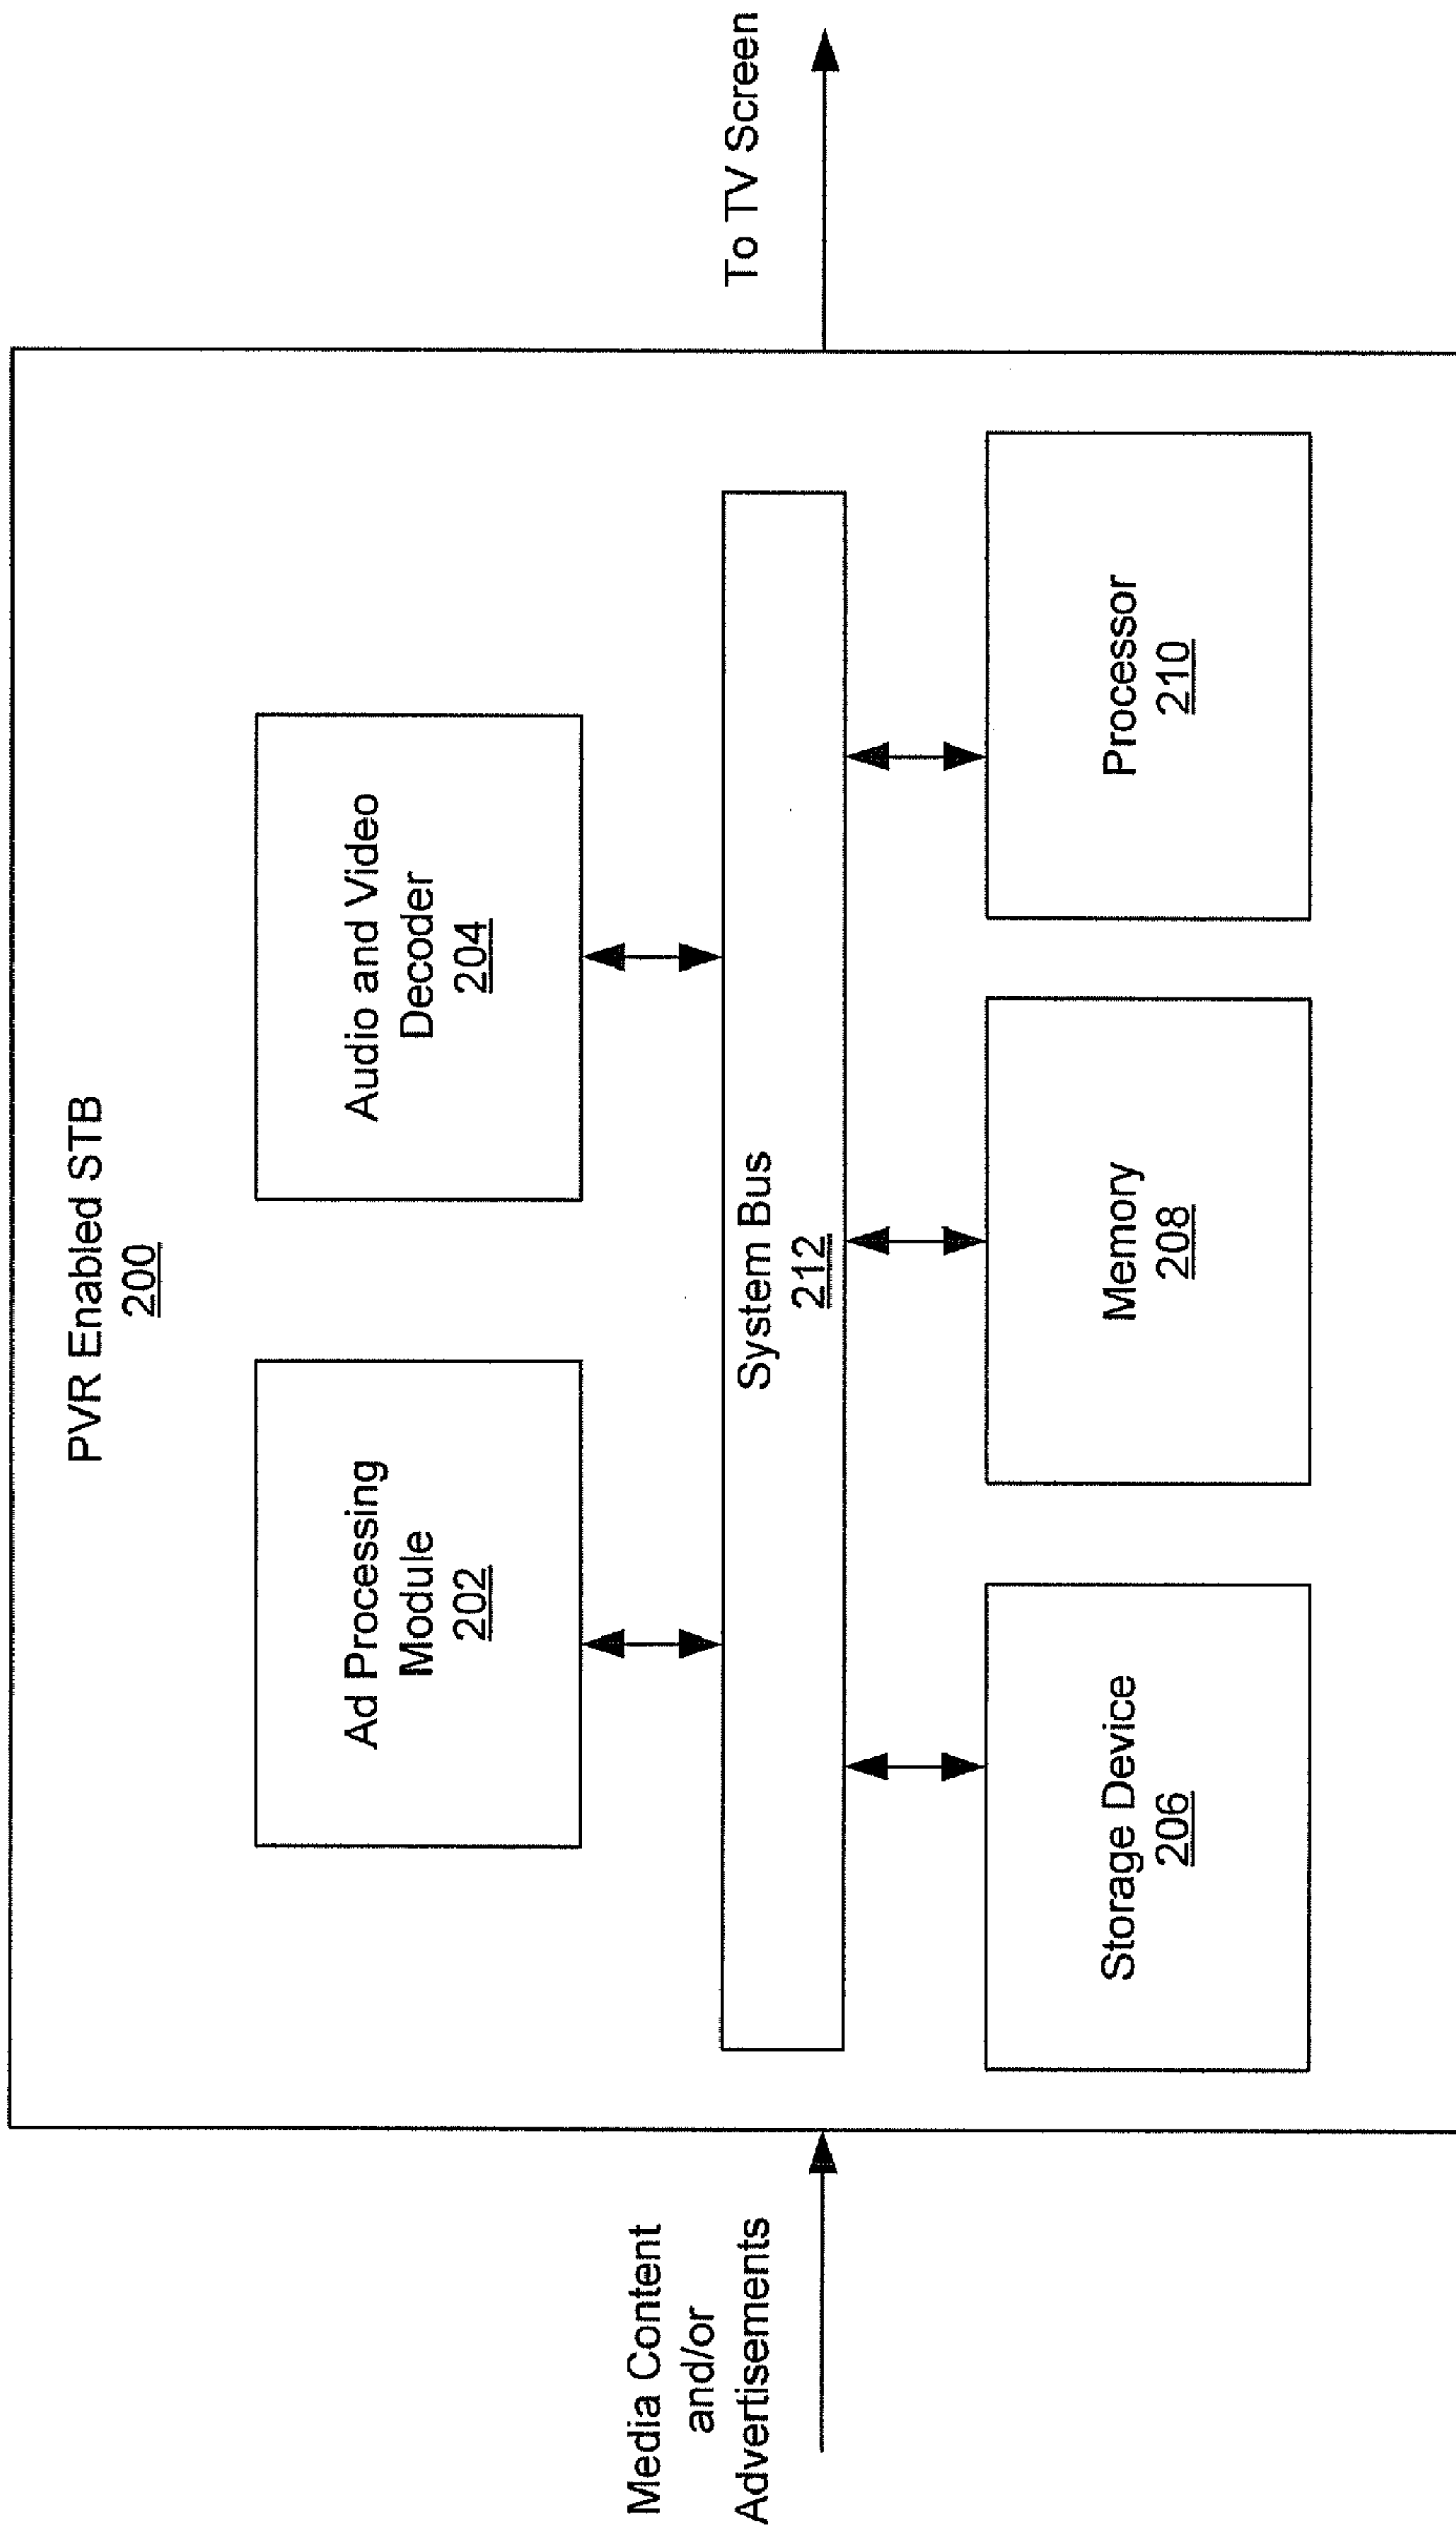 PVR Enabled STB
200
Ad Processing
Module
202
Audio and Video
Decoder
204
Media Content
and/or
Advertisements
To TV Screen
System Bus
212
Storage Device
206
Memory
208
Processor
210